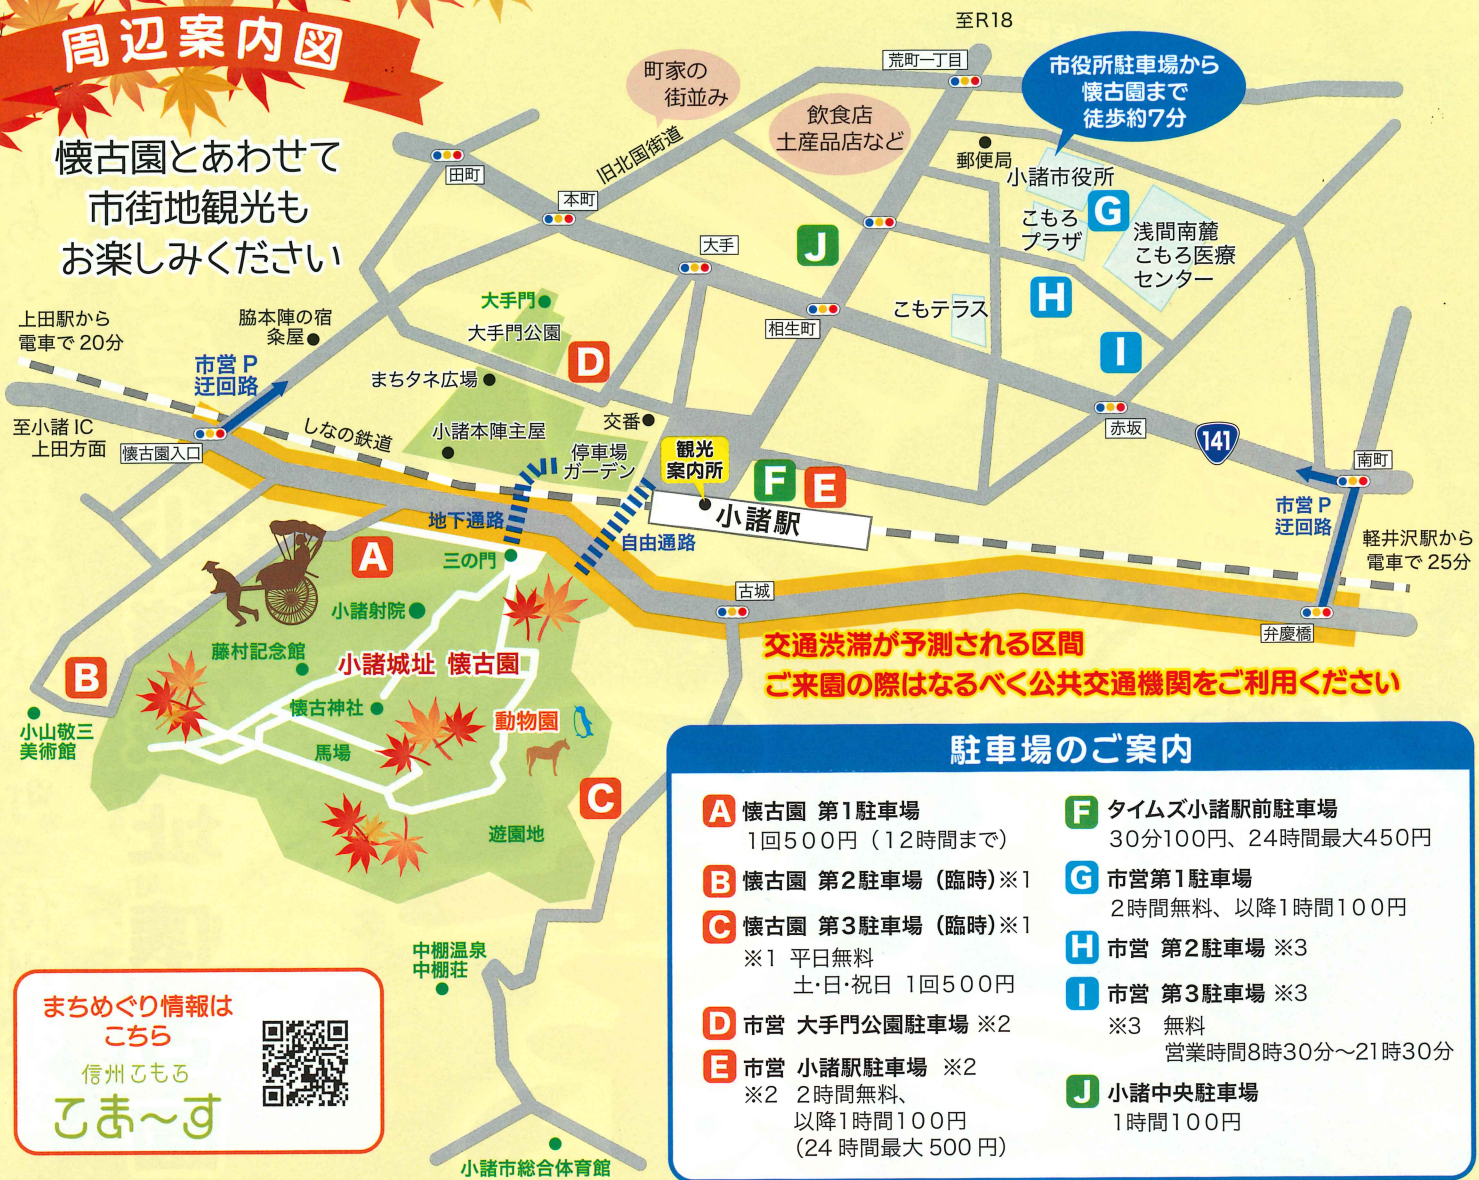 周辺案内図
懐古園とあわせて
市街地観光も
お楽しみください
至R18
荒町一丁目
市役所駐車場から
懐古園まで
徒歩約7分
町家の
街並み
飲食店
土産品店など
旧北国街道
郵便局
小諸市役所
G
こもろ
プラザ
浅間南麓
こもろ医療
センター
田町
本町
大手
J
H
I
相生町
こもテラス
大手門
大手門公園
D
上田駅から
電車で20分
脇本陣の宿
粂屋
市営P
迂回路
まちタネ広場
至小諸IC
上田方面
懐古園入口
しなの鉄道
小諸本陣主屋
交番
停車場
ガーデン
観光
案内所
F
E
小諸駅
赤坂
141
南町
市営P
迂回路
軽井沢駅から
電車で25分
地下通路
自由通路
A
三の門
小諸射院
古城
弁慶橋
藤村記念館
小諸城址 懐古園
B
小山敬三
美術館
懐古神社
動物園
馬場
C
遊園地
交通渋滞が予測される区間
ご来園の際はなるべく公共交通機関をご利用ください
中棚温泉
中棚荘
小諸市総合体育館
まちめぐり情報は
こちら
信州こもろ
こま〜す
駐車場のご案内
A 懐古園 第1駐車場
1回500円（12時間まで）
B 懐古園 第2駐車場（臨時）※1
C 懐古園 第3駐車場（臨時）※1
※1 平日無料
土・日・祝日 1回500円
D 市営 大手門公園駐車場 ※2
E 市営 小諸駅駐車場 ※2
※2 2時間無料、
以降1時間100円
（24時間最大500円）
F タイムズ小諸駅前駐車場
30分100円、24時間最大450円
G 市営第1駐車場
2時間無料、以降1時間100円
H 市営 第2駐車場 ※3
I 市営 第3駐車場 ※3
※3 無料
営業時間8時30分〜21時30分
J 小諸中央駐車場
1時間100円